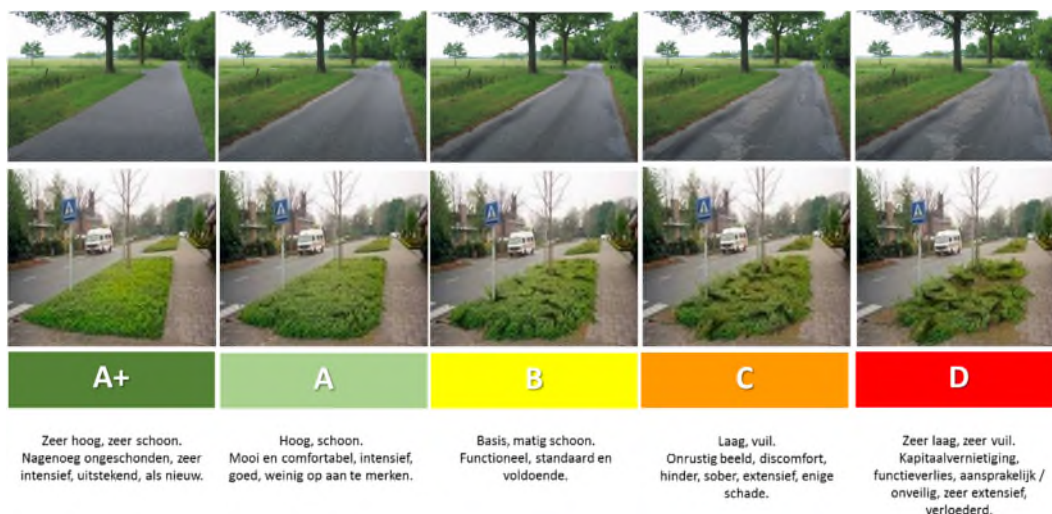 A+
A
B
C
D
Zeer hoog, zeer schoon.
Nagenoeg ongeschonden, zeer
intensief, uitstekend, als nieuw.
Hoog, schoon.
Mooi en comfortabel, intensief,
goed, weinig op aan te merken.
Basis, matig schoon.
Functioneel, standaard en
voldoende.
Laag, vuil.
Onrustig beeld, discomfort,
hinder, sober, extensief, enige
schade.
Zeer laag, zeer vuil.
Kapitaalvernietiging,
functieverlies, aansprakelijk /
onveilig, zeer extensief,
verloederd.